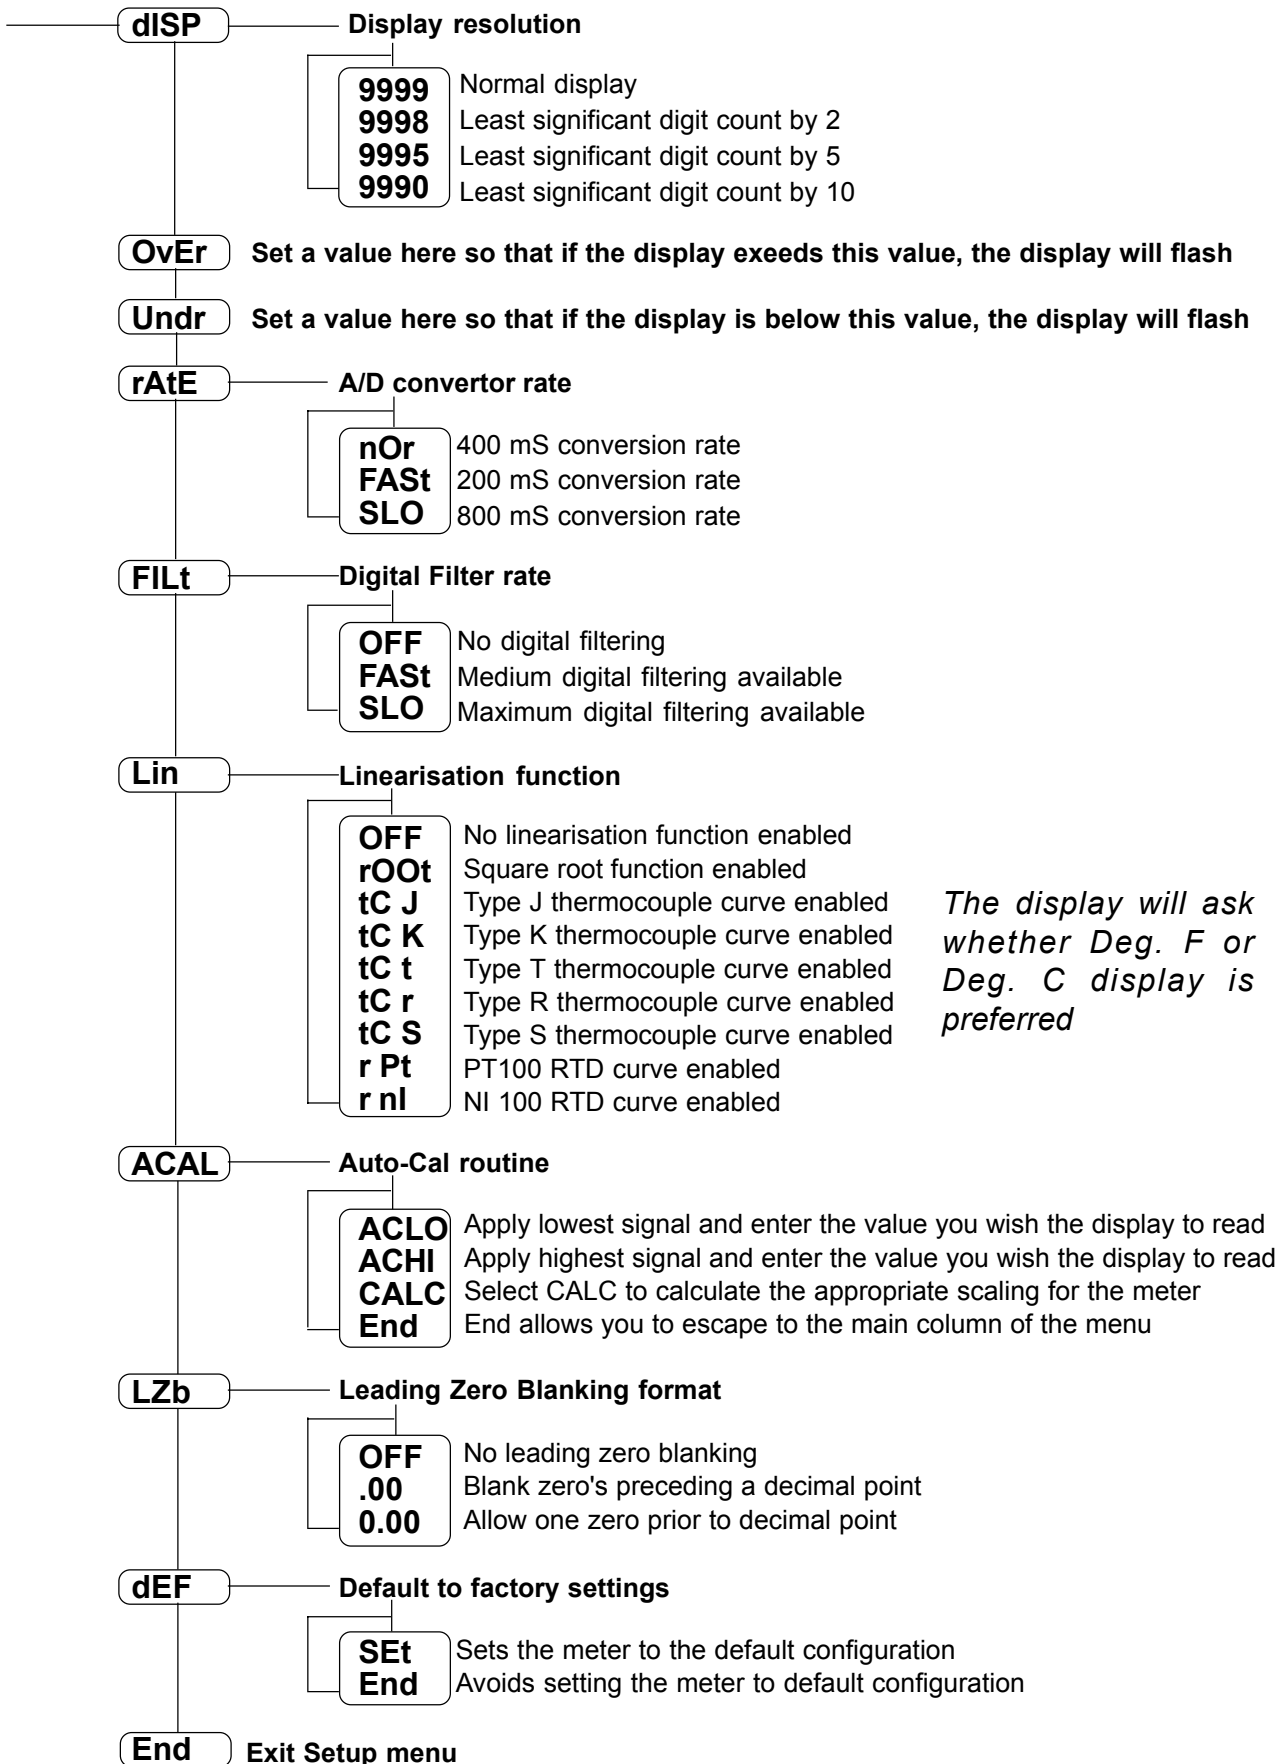 dISP Display resolution
9999 Normal display
9998 Least significant digit count by 2
9995 Least significant digit count by 5
9990 Least significant digit count by 10
OvEr Set a value here so that if the display exeeds this value, the display will flash
Undr Set a value here so that if the display is below this value, the display will flash
rAtE A/D convertor rate
nOr 400 mS conversion rate
FASt 200 mS conversion rate
SLO 800 mS conversion rate
FILt Digital Filter rate
OFF No digital filtering
FASt Medium digital filtering available
SLO Maximum digital filtering available
Lin Linearisation function
OFF No linearisation function enabled
rOOt Square root function enabled
tC J Type J thermocouple curve enabled
tC K Type K thermocouple curve enabled
tC t Type T thermocouple curve enabled
tC r Type R thermocouple curve enabled
tC S Type S thermocouple curve enabled
r Pt PT100 RTD curve enabled
r nI NI 100 RTD curve enabled
The display will ask
whether Deg. F or
Deg. C display is
preferred
ACAL Auto-Cal routine
ACLO Apply lowest signal and enter the value you wish the display to read
ACHI Apply highest signal and enter the value you wish the display to read
CALC Select CALC to calculate the appropriate scaling for the meter
End End allows you to escape to the main column of the menu
LZb Leading Zero Blanking format
OFF No leading zero blanking
.00 Blank zero's preceding a decimal point
0.00 Allow one zero prior to decimal point
dEF Default to factory settings
SEt Sets the meter to the default configuration
End Avoids setting the meter to default configuration
End Exit Setup menu